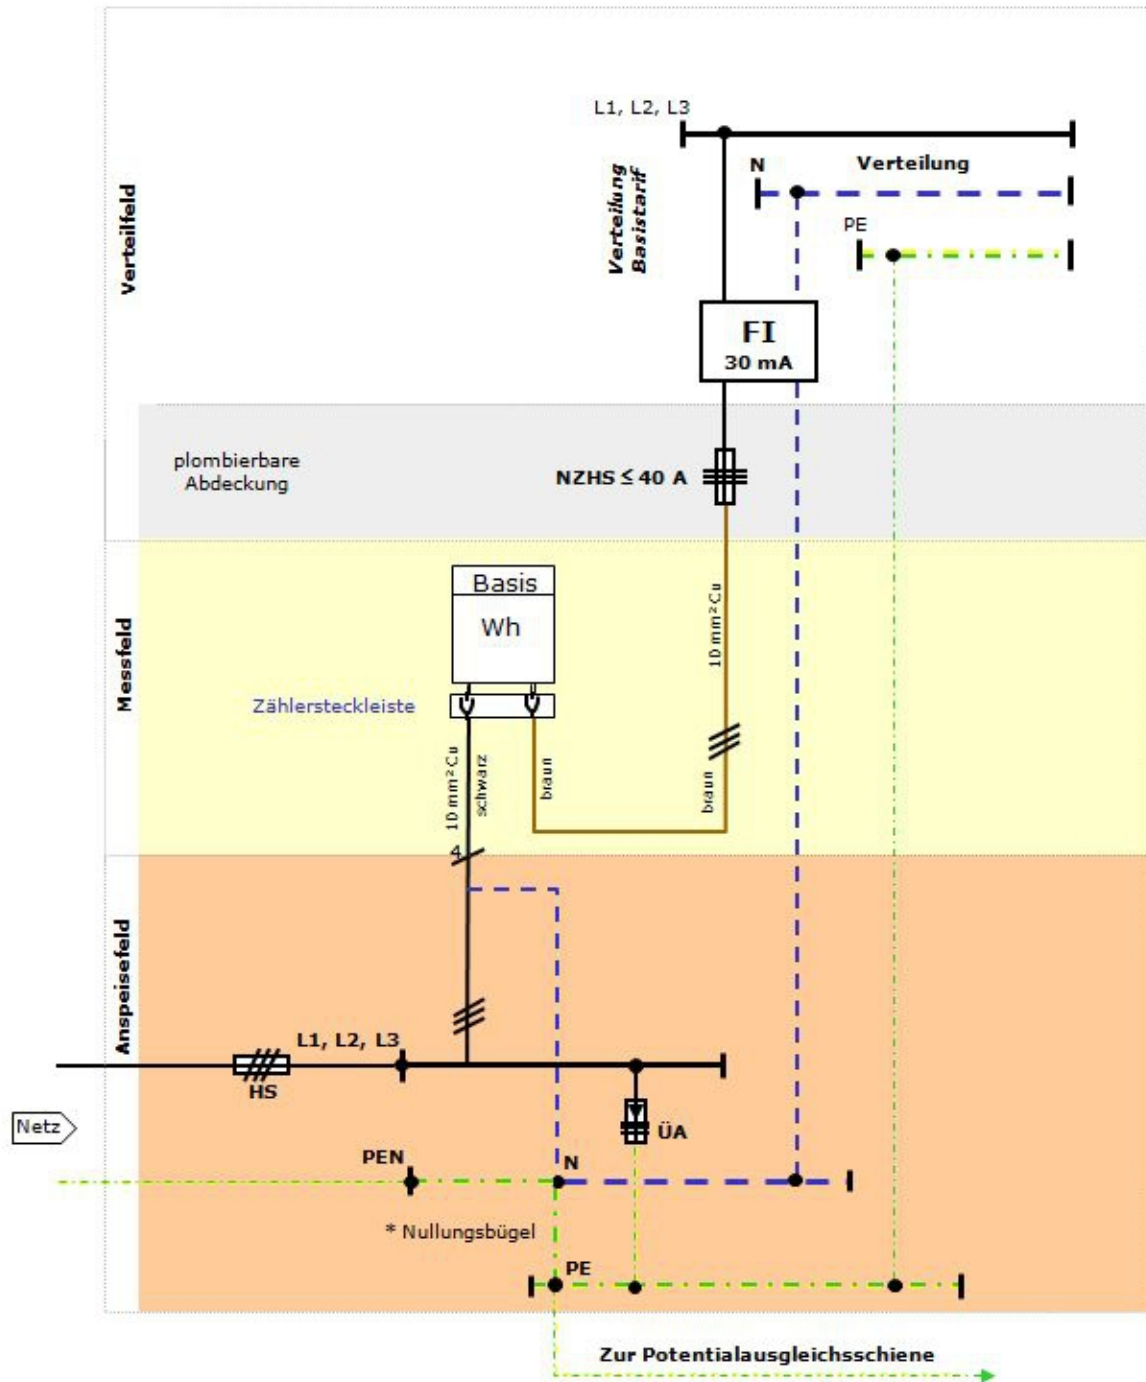 L1, L2, L3
N
Verteilung
PE
Verteilung
Basistarif
Verteilfeld
FI
30 mA
plombierbare
Abdeckung
NZHS ≤ 40 A
Messfeld
Basis
Wh
10 mm² Cu
Zählersteckleiste
10 mm² Cu
schwarz
braun
braun
4
Anspeisefeld
L1, L2, L3
HS
Netz
ÜA
PEN
N
* Nullungsbügel
PE
Zur Potentialausgleichsschiene